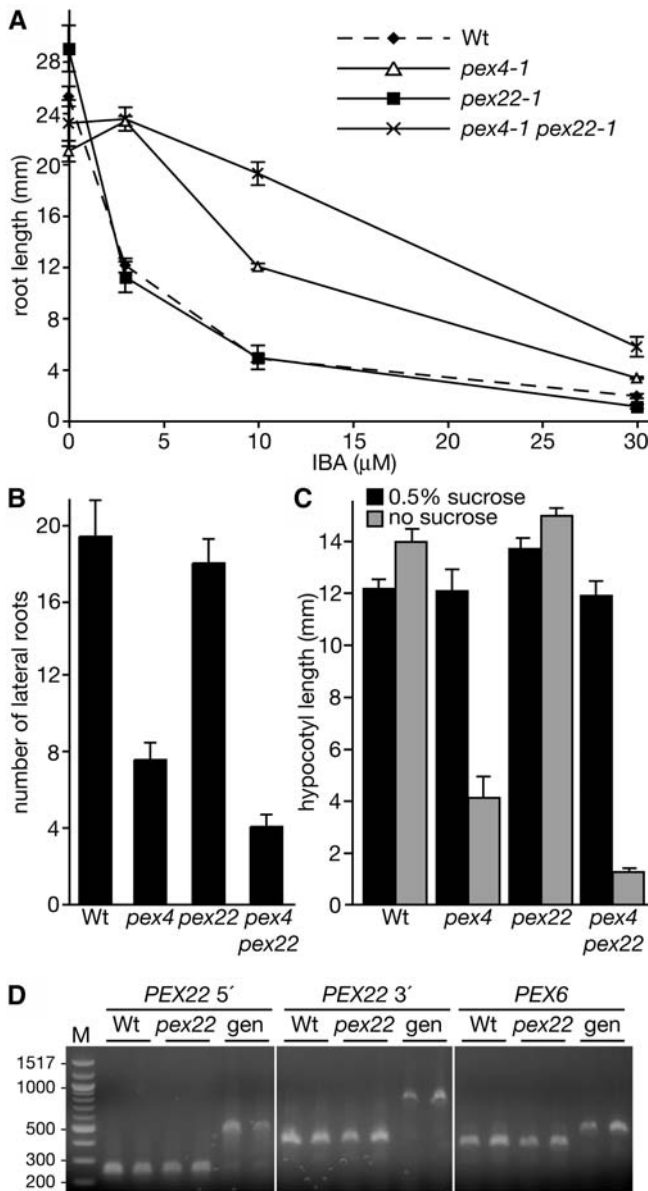 A
Wt
pex4-1
pex22-1
pex4-1 pex22-1
28
24
20
16
12
8
4
0
root length (mm)
0 5 10 15 20 25 30
IBA (μM)
B
20
16
12
8
4
0
number of lateral roots
Wt pex4 pex22 pex4
pex22
C
0.5% sucrose
no sucrose
14
12
10
8
6
4
2
0
hypocotyl length (mm)
Wt pex4 pex22 pex4
pex22
D
PEX22 5´ PEX22 3´ PEX6
M Wt pex22 gen Wt pex22 gen Wt pex22 gen
1517
1000
500
300
200